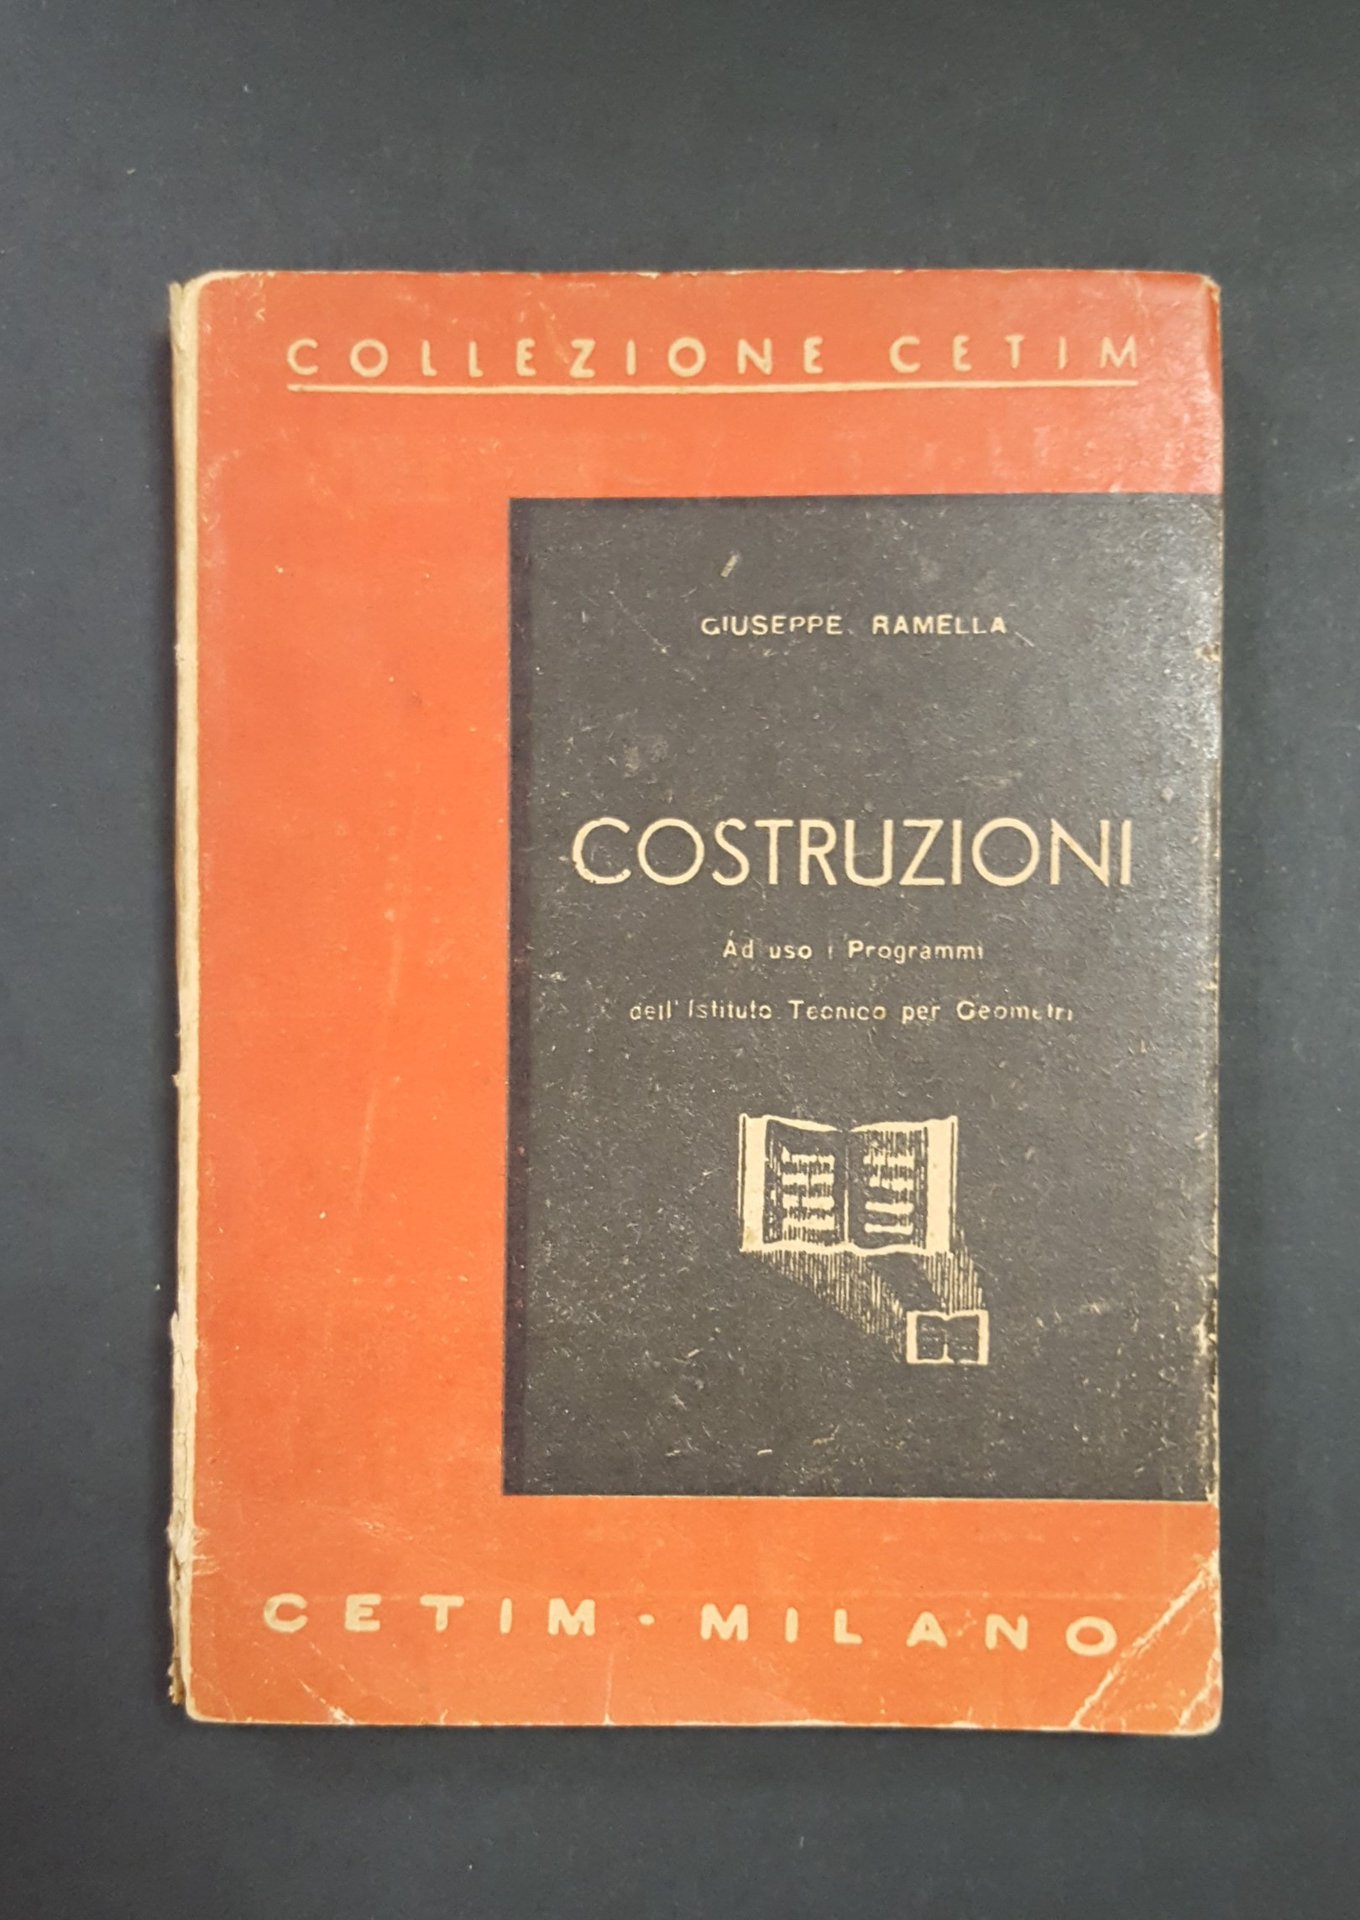 COLLEZIONE CETIM
GIUSEPPE RAMELLA
COSTRUZIONI
Ad uso i Programmi
dell' Istituto Tecnico per Geometri
CETIM - MILANO